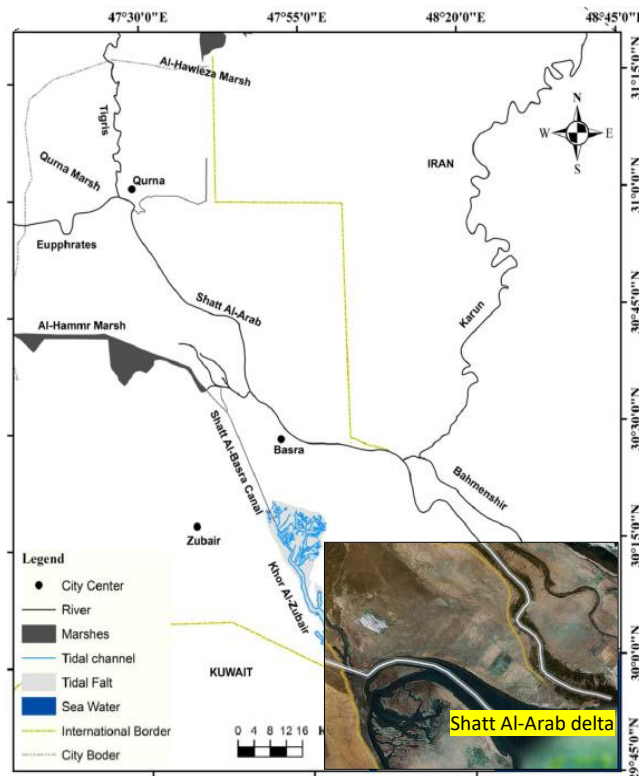 47°30'0"E
47°55'0"E
48°20'0"E
48°45'0"E
31°15'0"N
31°0'0"N
30°45'0"N
30°30'0"N
30°15'0"N
30°0'0"N
9°45'0"N
N
W
E
S
Al-Hawieza Marsh
Tigris
Qurna Marsh
Qurna
IRAN
Eupphrates
Shatt Al-Arab
Karun
Al-Hammr Marsh
Basra
Shatt Al-Basra Canal
Bahmenshir
Zubair
Khor Al-Zubair
KUWAIT
Legend
City Center
River
Marshes
Tidal channel
Tidal Falt
Sea Water
International Border
City Boder
0 4 8 12 16
Shatt Al-Arab delta